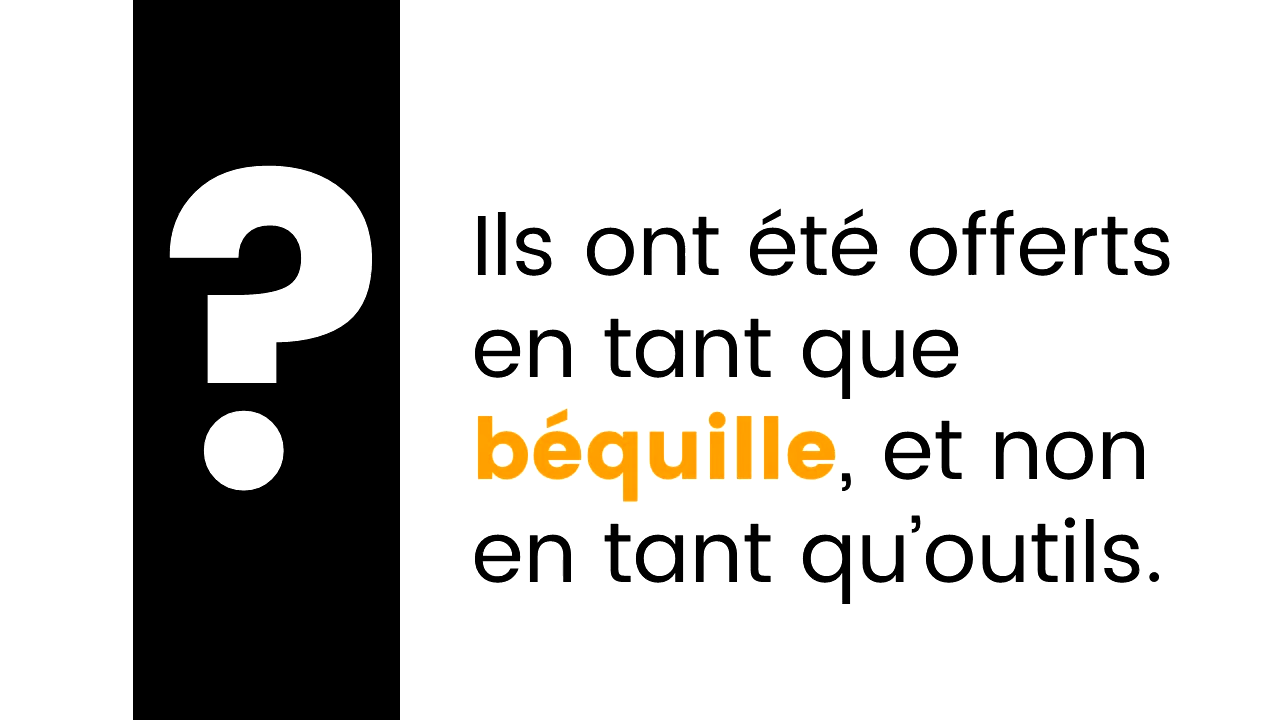 ?
Ils ont été offerts
en tant que
béquille, et non
en tant qu’outils.